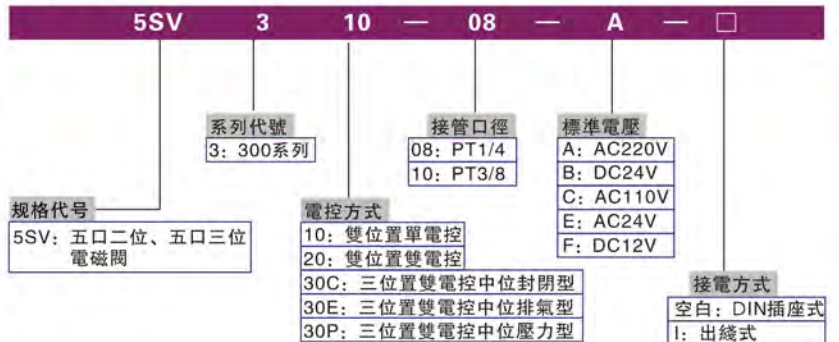 5SV 3 10 — 08 — A — □
系列代號
3：300系列
接管口徑
08：PT1/4
10：PT3/8
標準電壓
A：AC220V
B：DC24V
C：AC110V
E：AC24V
F：DC12V
规格代号
5SV：五口二位、五口三位
電磁閥
電控方式
10：雙位置單電控
20：雙位置雙電控
30C：三位置雙電控中位封閉型
30E：三位置雙電控中位排氣型
30P：三位置雙電控中位壓力型
接電方式
空白：DIN插座式
I：出綫式